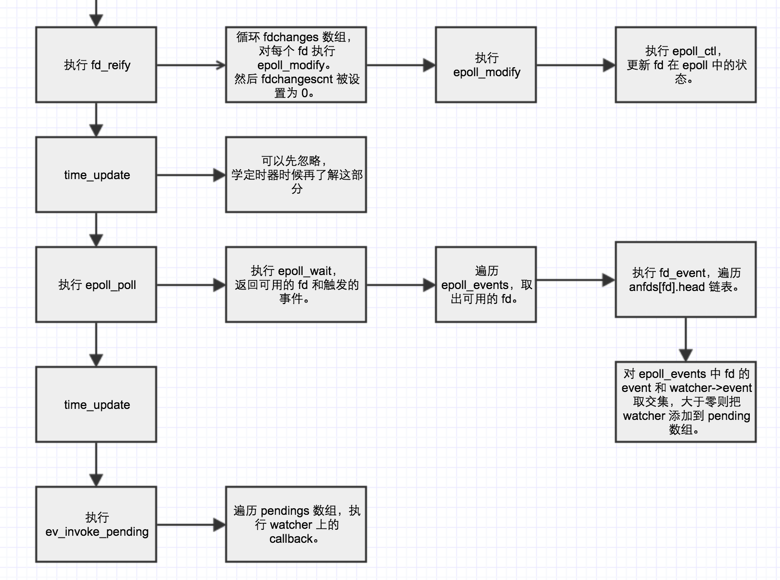 执行 fd_reify
循环 fdchanges 数组，
对每个 fd 执行
epoll_modify。
然后 fdchangescnt 被设
置为 0。
执行
epoll_modify
执行 epoll_ctl，
更新 fd 在 epoll 中的状
态。
time_update
可以先忽略，
学定时器时候再了解这部
分
执行 epoll_poll
执行 epoll_wait，
返回可用的 fd 和触发的
事件。
遍历
epoll_events，取
出可用的 fd。
执行 fd_event，遍历
anfds[fd].head 链表。
time_update
对 epoll_events 中 fd 的
event 和 watcher->event
取交集，大于零则把
watcher 添加到 pending
数组。
执行
ev_invoke_pending
遍历 pendings 数组，执
行 watcher 上的
callback。